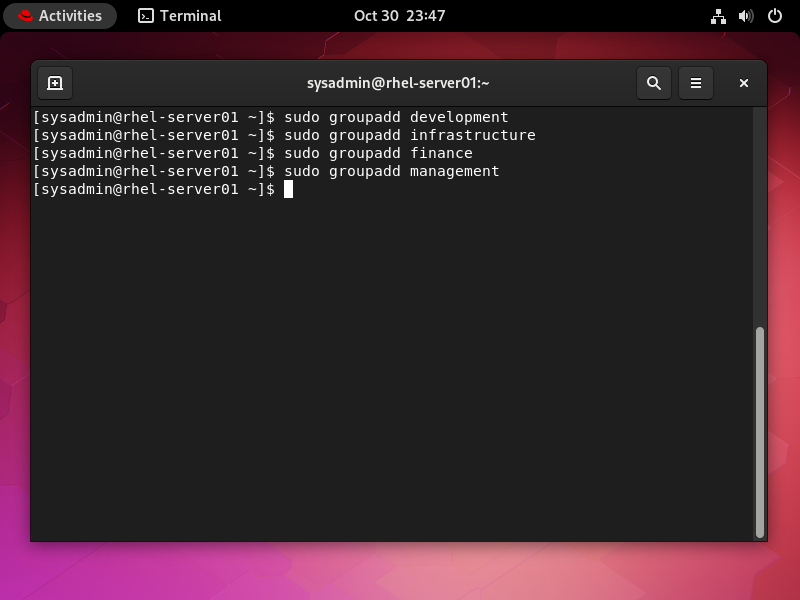 Activities Terminal Oct 30 23:47
sysadmin@rhel-server01:~
[sysadmin@rhel-server01 ~]$ sudo groupadd development
[sysadmin@rhel-server01 ~]$ sudo groupadd infrastructure
[sysadmin@rhel-server01 ~]$ sudo groupadd finance
[sysadmin@rhel-server01 ~]$ sudo groupadd management
[sysadmin@rhel-server01 ~]$